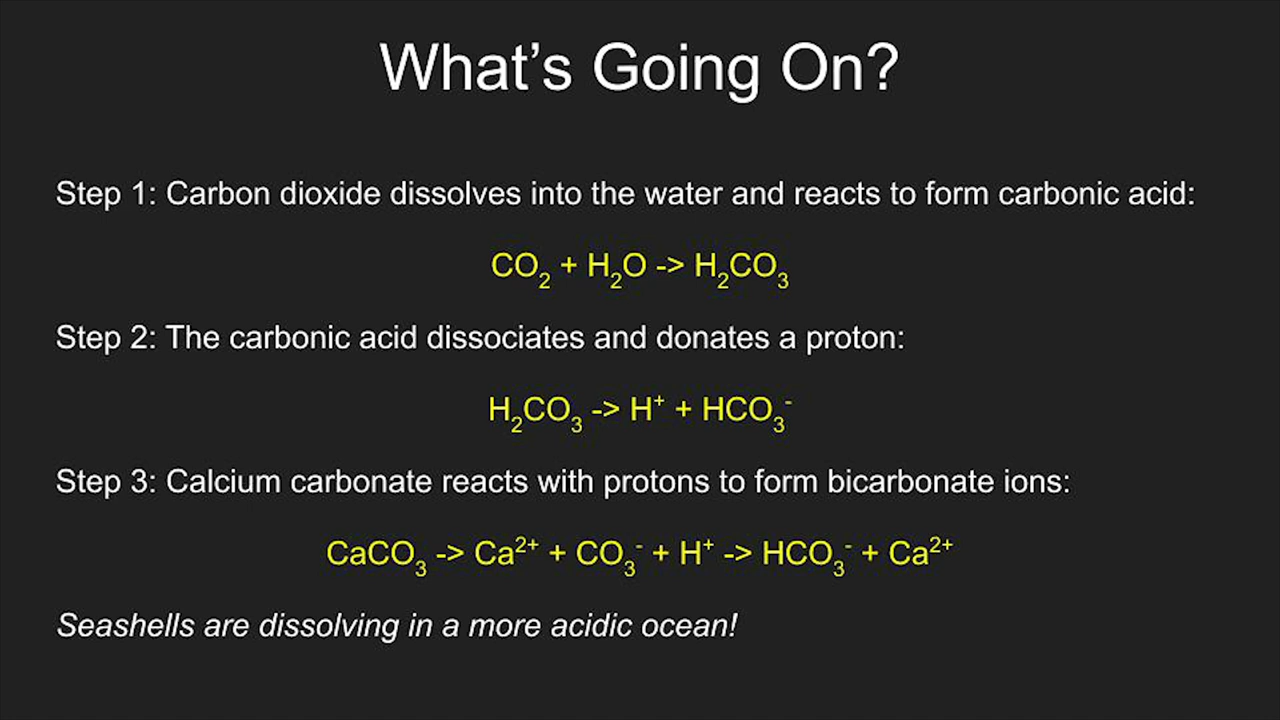 What’s Going On?
Step 1: Carbon dioxide dissolves into the water and reacts to form carbonic acid:
CO₂ + H₂O -> H₂CO₃
Step 2: The carbonic acid dissociates and donates a proton:
H₂CO₃ -> H⁺ + HCO₃⁻
Step 3: Calcium carbonate reacts with protons to form bicarbonate ions:
CaCO₃ -> Ca²⁺ + CO₃⁻ + H⁺ -> HCO₃⁻ + Ca²⁺
Seashells are dissolving in a more acidic ocean!